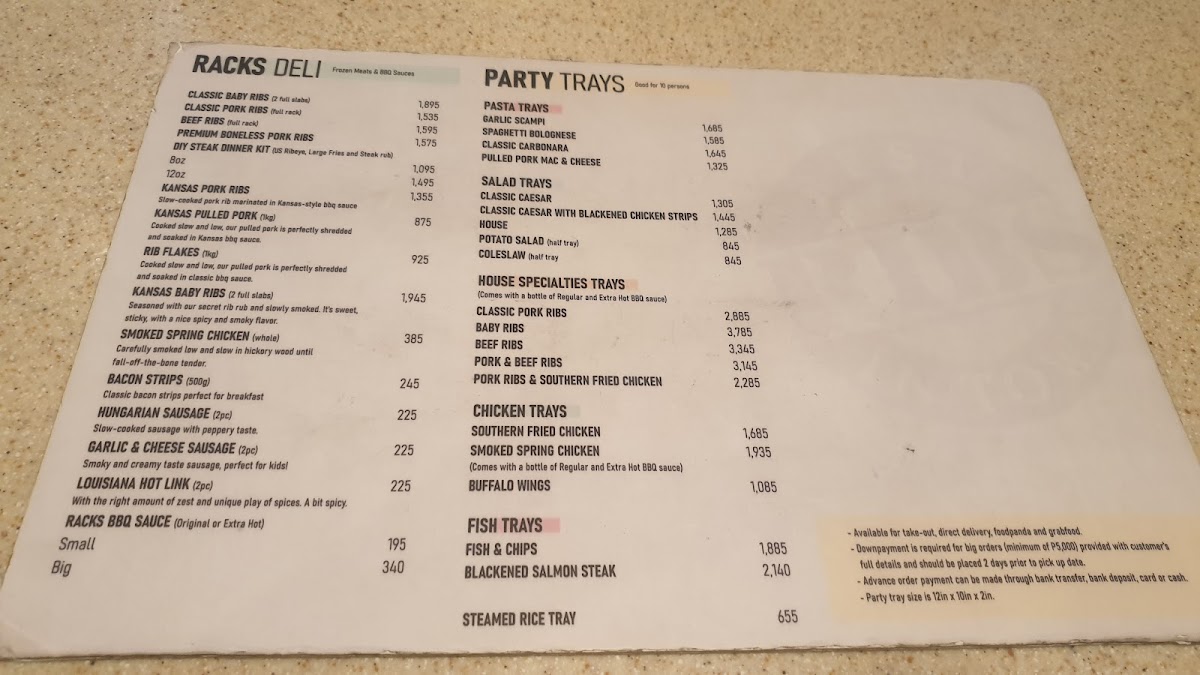 RACKS DELI Frozen Meats & BBQ Sauces
CLASSIC BABY RIBS (2 full slabs) 1,895
CLASSIC PORK RIBS (full rack) 1,535
BEEF RIBS (full rack) 1,595
PREMIUM BONELESS PORK RIBS 1,575
DIY STEAK DINNER KIT (US Ribeye, Large Fries and Steak rub)
8oz 1,095
12oz 1,495
KANSAS PORK RIBS 1,355
Slow-cooked pork rib marinated in Kansas-style bbq sauce
KANSAS PULLED PORK (1kg) 875
Cooked slow and low, our pulled pork is perfectly shredded
and soaked in Kansas bbq sauce.
RIB FLAKES (1kg) 925
Cooked slow and low, our pulled pork is perfectly shredded
and soaked in classic bbq sauce.
KANSAS BABY RIBS (2 full slabs) 1,945
Seasoned with our secret rib rub and slowly smoked. It's sweet,
sticky, with a nice spicy and smoky flavor.
SMOKED SPRING CHICKEN (whole) 385
Carefully smoked low and slow in hickory wood until
fall-off-the-bone tender.
BACON STRIPS (500g) 245
Classic bacon strips perfect for breakfast
HUNGARIAN SAUSAGE (2pc) 225
Slow-cooked sausage with peppery taste.
GARLIC & CHEESE SAUSAGE (2pc) 225
Smoky and creamy taste sausage, perfect for kids!
LOUISIANA HOT LINK (2pc) 225
With the right amount of zest and unique play of spices. A bit spicy.
RACKS BBQ SAUCE (Original or Extra Hot)
Small 195
Big 340
PARTY TRAYS Good for 10 persons
PASTA TRAYS
GARLIC SCAMPI 1,685
SPAGHETTI BOLOGNESE 1,585
CLASSIC CARBONARA 1,645
PULLED PORK MAC & CHEESE 1,325
SALAD TRAYS
CLASSIC CAESAR 1,305
CLASSIC CAESAR WITH BLACKENED CHICKEN STRIPS 1,445
HOUSE 1,285
POTATO SALAD (half tray) 845
COLESLAW (half tray 845
HOUSE SPECIALTIES TRAYS
(Comes with a bottle of Regular and Extra Hot BBQ sauce)
CLASSIC PORK RIBS 2,885
BABY RIBS 3,785
BEEF RIBS 3,345
PORK & BEEF RIBS 3,145
PORK RIBS & SOUTHERN FRIED CHICKEN 2,285
CHICKEN TRAYS
SOUTHERN FRIED CHICKEN 1,685
SMOKED SPRING CHICKEN 1,935
(Comes with a bottle of Regular and Extra Hot BBQ sauce)
BUFFALO WINGS 1,085
FISH TRAYS
FISH & CHIPS 1,885
BLACKENED SALMON STEAK 2,140
STEAMED RICE TRAY 655
- Available for take-out, direct delivery, foodpanda and grabfood.
- Downpayment is required for big orders (minimum of P5,000) provided with customer's
full details and should be placed 2 days prior to pick up date.
- Advance order payment can be made through bank transfer, bank deposit, card or cash.
- Party tray size is 12in x 10in x 2in.